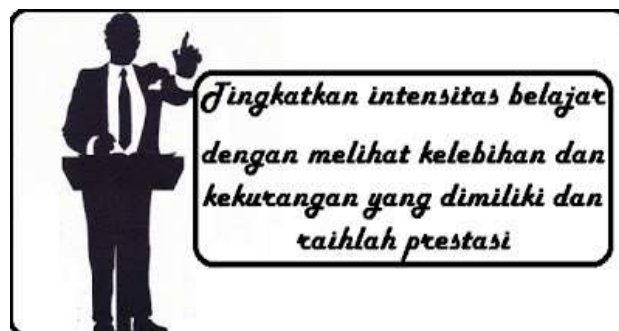 Tingkatkan intensitas belajar
dengan melihat kelebihan dan
kekurangan yang dimiliki dan
raihlah prestasi